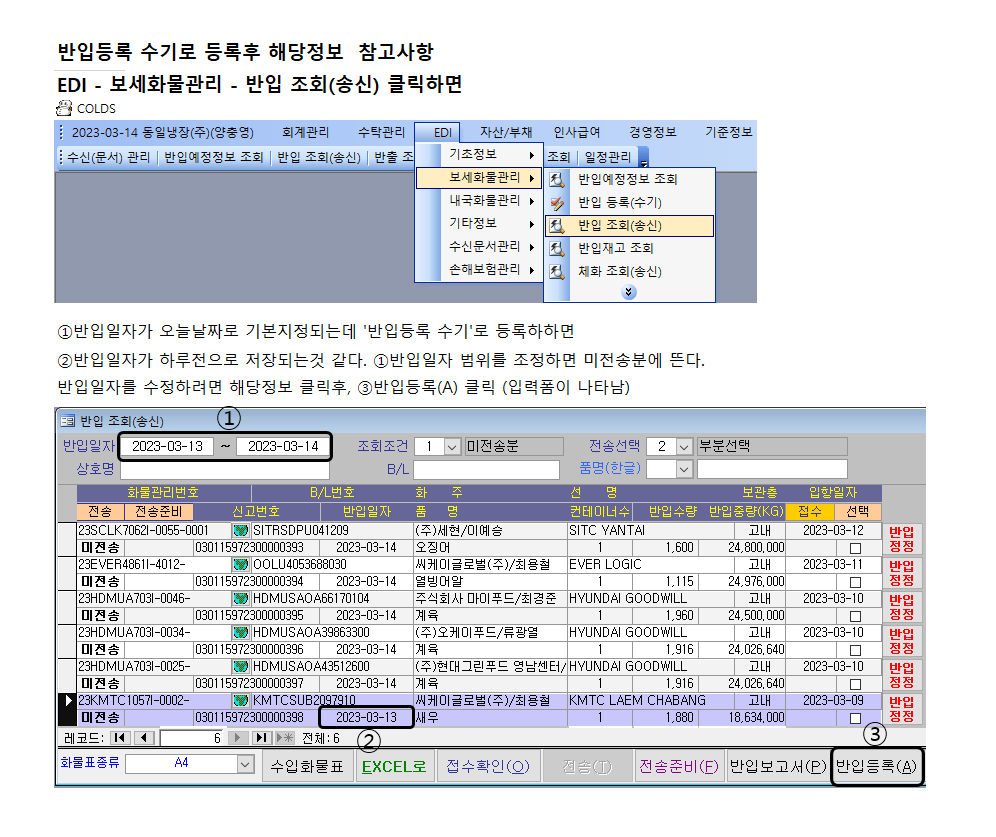 반입등록 수기로 등록후 해당정보  참고사항
EDI - 보세화물관리 - 반입 조회(송신) 클릭하면
COLDS
2023-03-14 동일냉장(주)(양충영) 회계관리 수탁관리 EDI 자산/부채 인사급여 경영정보 기준정보
수신(문서) 관리 반입예정정보 조회 반입 조회(송신) 반출 조 기초정보 조회 일정관리
보세화물관리 반입예정정보 조회
내국화물관리 반입 등록(수기)
기타정보 반입 조회(송신)
수신문서관리 반입재고 조회
손해보험관리 체화 조회(송신)
①반입일자가 오늘날짜로 기본지정되는데 '반입등록 수기'로 등록하하면
②반입일자가 하루전으로 저장되는것 같다. ①반입일자 범위를 조정하면 미전송분에 뜬다.
반입일자를 수정하려면 해당정보 클릭후, ③반입등록(A) 클릭 (입력폼이 나타남)
반입 조회(송신) ①
반입일자 2023-03-13 ~ 2023-03-14 조회조건 1 미전송분 전송선택 2 부분선택
상호명 B/L 품명(한글)
화물관리번호 B/L번호 화 주 선 명 보관층 입항일자
전송 전송준비 신고번호 반입일자 품 명 컨테이너수 반입수량 반입중량(KG) 접수 선택
23SCLK7062I-0055-0001 SITRSDPU041209 (주)세현/이예승 SITC YANTAI 고내 2023-03-12 반입
미전송 030115972300000393 2023-03-14 오징어 1 1,600 24,800,000 정정
23EVER4861I-4012- OOLU4053688030 씨케이글로벌(주)/최용철 EVER LOGIC 고내 2023-03-11 반입
미전송 030115972300000394 2023-03-14 열빙어알 1 1,115 24,976,000 정정
23HDMUA703I-0046- HDMUSAOA66170104 주식회사 마이푸드/최경준 HYUNDAI GOODWILL 고내 2023-03-10 반입
미전송 030115972300000395 2023-03-14 계육 1 1,960 24,500,000 정정
23HDMUA703I-0034- HDMUSAOA39863300 (주)오케이푸드/류광열 HYUNDAI GOODWILL 고내 2023-03-10 반입
미전송 030115972300000396 2023-03-14 계육 1 1,916 24,026,640 정정
23HDMUA703I-0025- HDMUSAOA43512600 (주)현대그린푸드 영남센터/ HYUNDAI GOODWILL 고내 2023-03-10 반입
미전송 030115972300000397 2023-03-14 계육 1 1,916 24,026,640 정정
23KMTC1057I-0002- KMTCSUB2097910 씨케이글로벌(주)/최용철 KMTC LAEM CHABANG 고내 2023-03-09 반입
미전송 030115972300000398 2023-03-13 새우 1 1,880 18,634,000 정정
레코드: 6 전체: 6 ② ③
화물표종류 A4 수입화물표 EXCEL로 접수확인(O) 전송(T) 전송준비(F) 반입보고서(P) 반입등록(A)